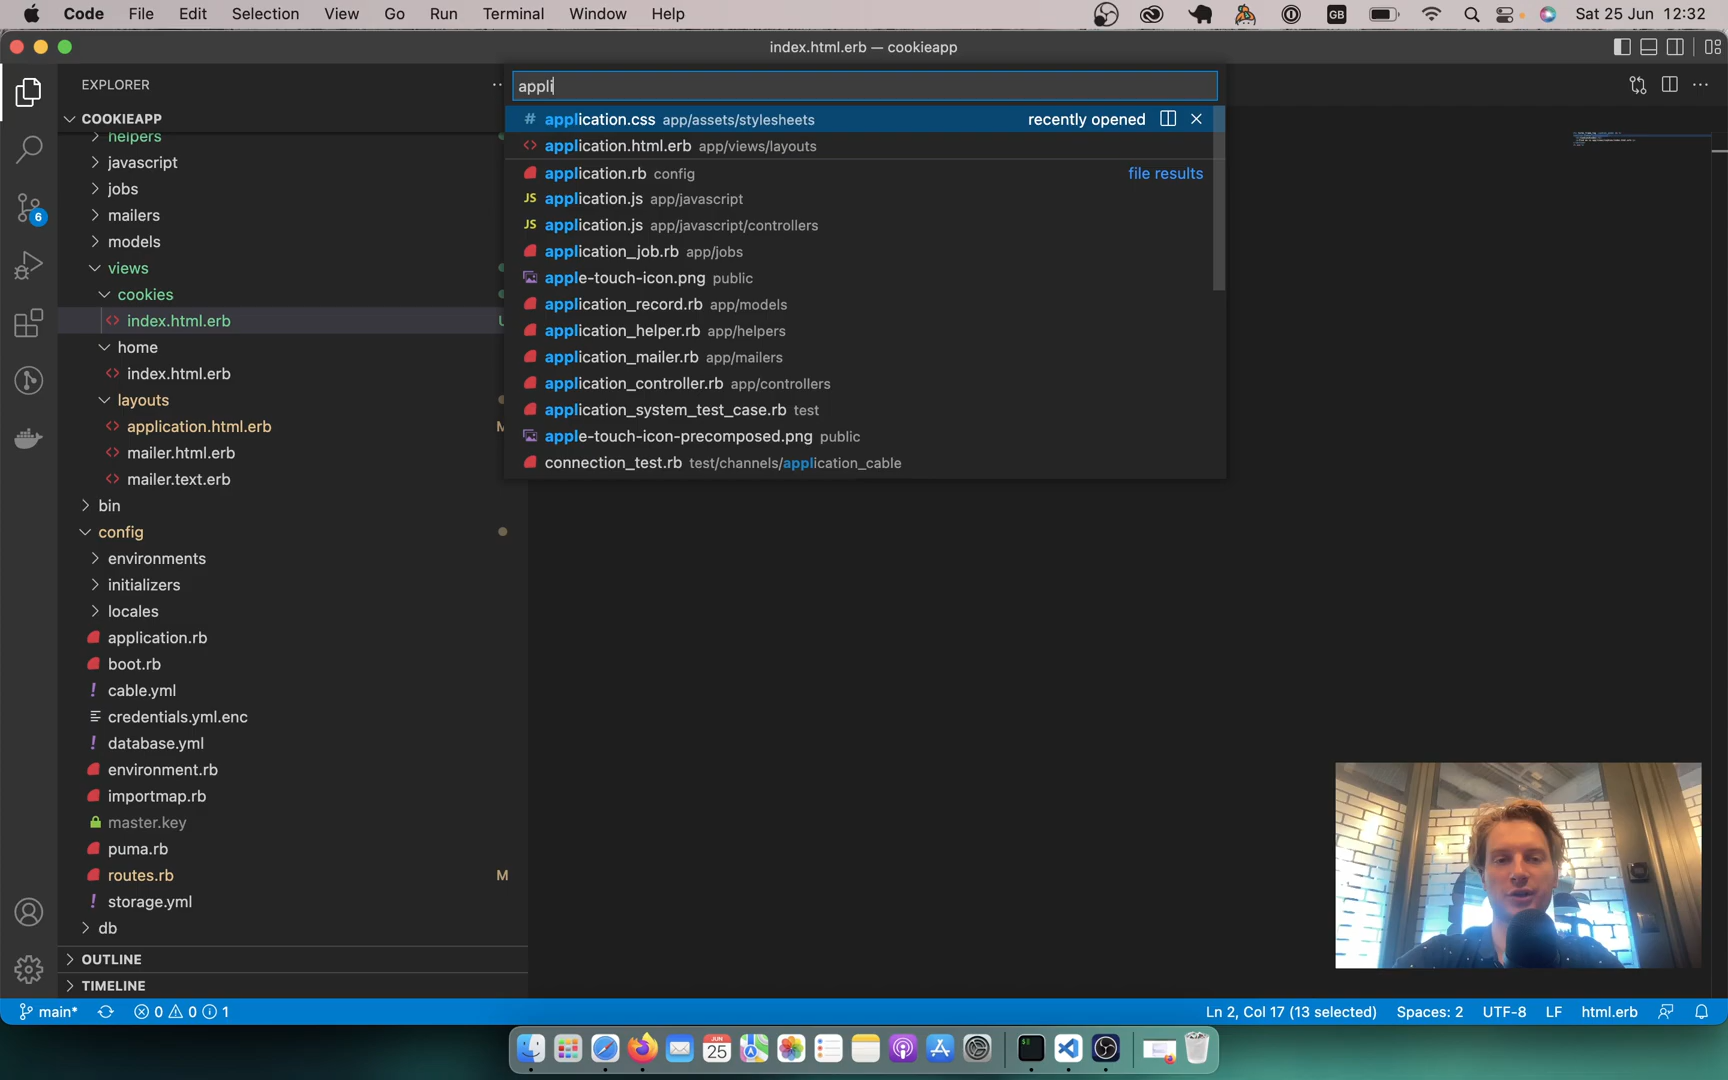 Code File Edit Selection View Go Run Terminal Window Help GB Sat 25 Jun 12:32
index.html.erb — cookieapp
EXPLORER
appli
COOKIEAPP
helpers
javascript
jobs
mailers
models
views
cookies
index.html.erb
home
index.html.erb
layouts
application.html.erb M
mailer.html.erb
mailer.text.erb
bin
config
environments
initializers
locales
application.rb
boot.rb
! cable.yml
credentials.yml.enc
! database.yml
environment.rb
importmap.rb
master.key
puma.rb
routes.rb M
! storage.yml
db
OUTLINE
TIMELINE
# application.css app/assets/stylesheets recently opened
<> application.html.erb app/views/layouts
application.rb config file results
JS application.js app/javascript
JS application.js app/javascript/controllers
application_job.rb app/jobs
apple-touch-icon.png public
application_record.rb app/models
application_helper.rb app/helpers
application_mailer.rb app/mailers
application_controller.rb app/controllers
application_system_test_case.rb test
apple-touch-icon-precomposed.png public
connection_test.rb test/channels/application_cable
6
main* 0 0 1 Ln 2, Col 17 (13 selected) Spaces: 2 UTF-8 LF html.erb
JUN
25